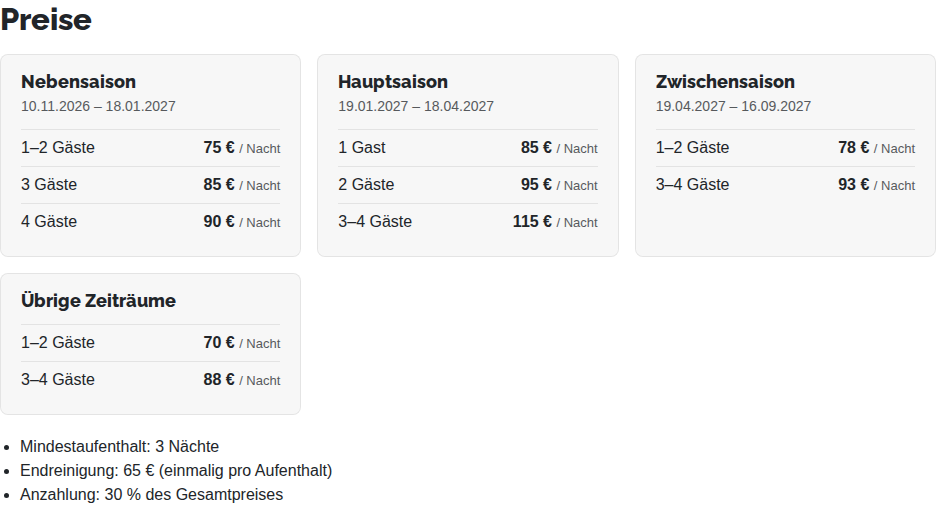 Preise
Nebensaison
10.11.2026 – 18.01.2027
1–2 Gäste 75 € / Nacht
3 Gäste 85 € / Nacht
4 Gäste 90 € / Nacht
Hauptsaison
19.01.2027 – 18.04.2027
1 Gast 85 € / Nacht
2 Gäste 95 € / Nacht
3–4 Gäste 115 € / Nacht
Zwischensaison
19.04.2027 – 16.09.2027
1–2 Gäste 78 € / Nacht
3–4 Gäste 93 € / Nacht
Übrige Zeiträume
1–2 Gäste 70 € / Nacht
3–4 Gäste 88 € / Nacht
• Mindestaufenthalt: 3 Nächte
• Endreinigung: 65 € (einmalig pro Aufenthalt)
• Anzahlung: 30 % des Gesamtpreises